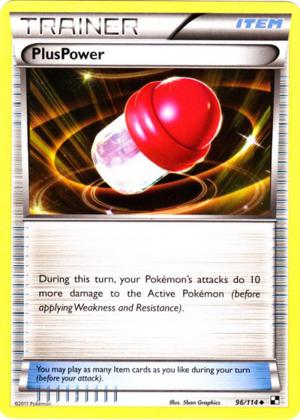 TRAINER
ITEM
PlusPower
During this turn, your Pokémon's attacks do 10
more damage to the Active Pokémon (before
applying Weakness and Resistance).
You may play as many Item cards as you like during your turn
(before your attack).
©2011 Pokémon
Illus. Sban Graphics
96/114